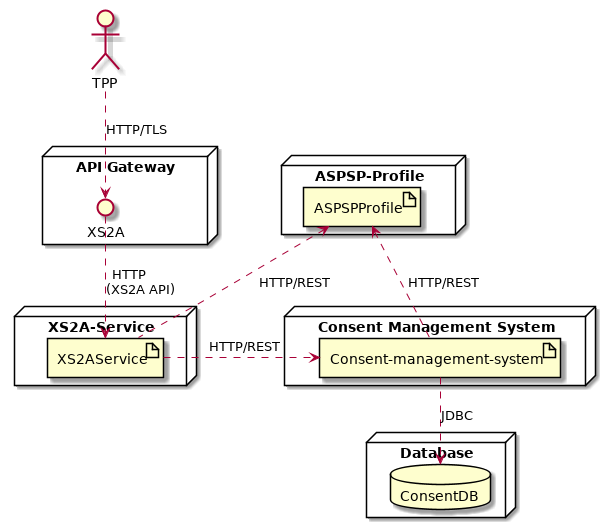 TPP
HTTP/TLS
API Gateway
XS2A
ASPSP-Profile
ASPSPProfile
HTTP
(XS2A API)
HTTP/REST
HTTP/REST
XS2A-Service
XS2AService
HTTP/REST
Consent Management System
Consent-management-system
JDBC
Database
ConsentDB